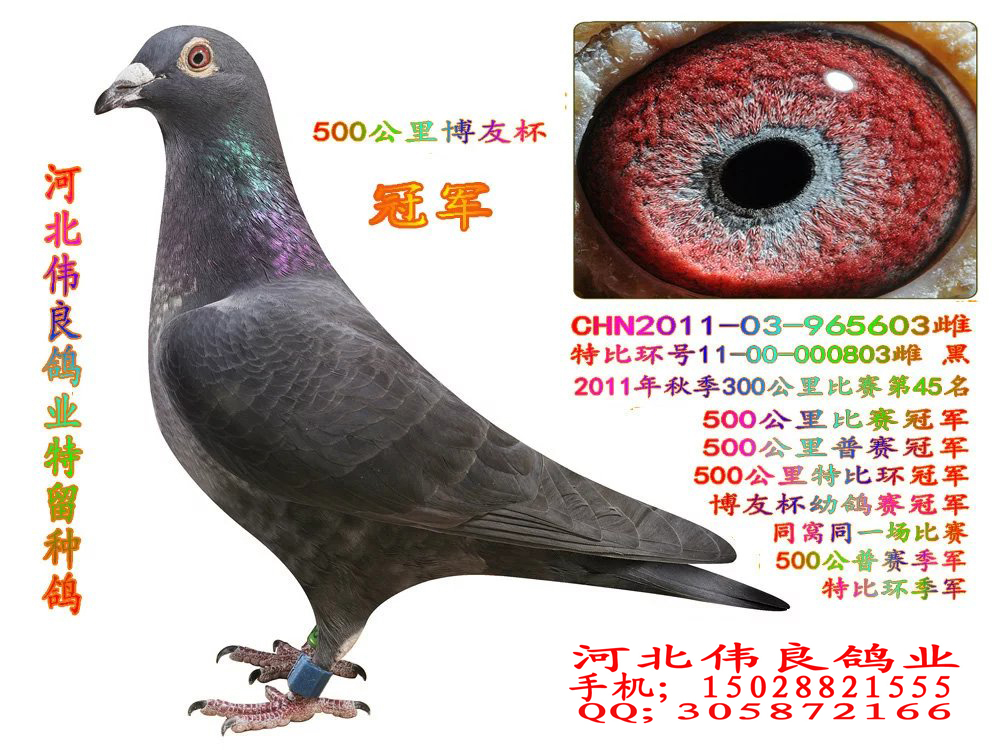 河北伟良鸽业特留种鸽
500公里博友杯
冠军
CHN2011-03-965603雌
特比环号11-00-000803雌 黑
2011年秋季300公里比赛第45名
500公里比赛冠军
500公里普赛冠军
500公里特比环冠军
博友杯幼鸽赛冠军
同窝同一场比赛
500公普赛季军
特比环季军
河北伟良鸽业
手机; 15028821555
QQ; 305872166